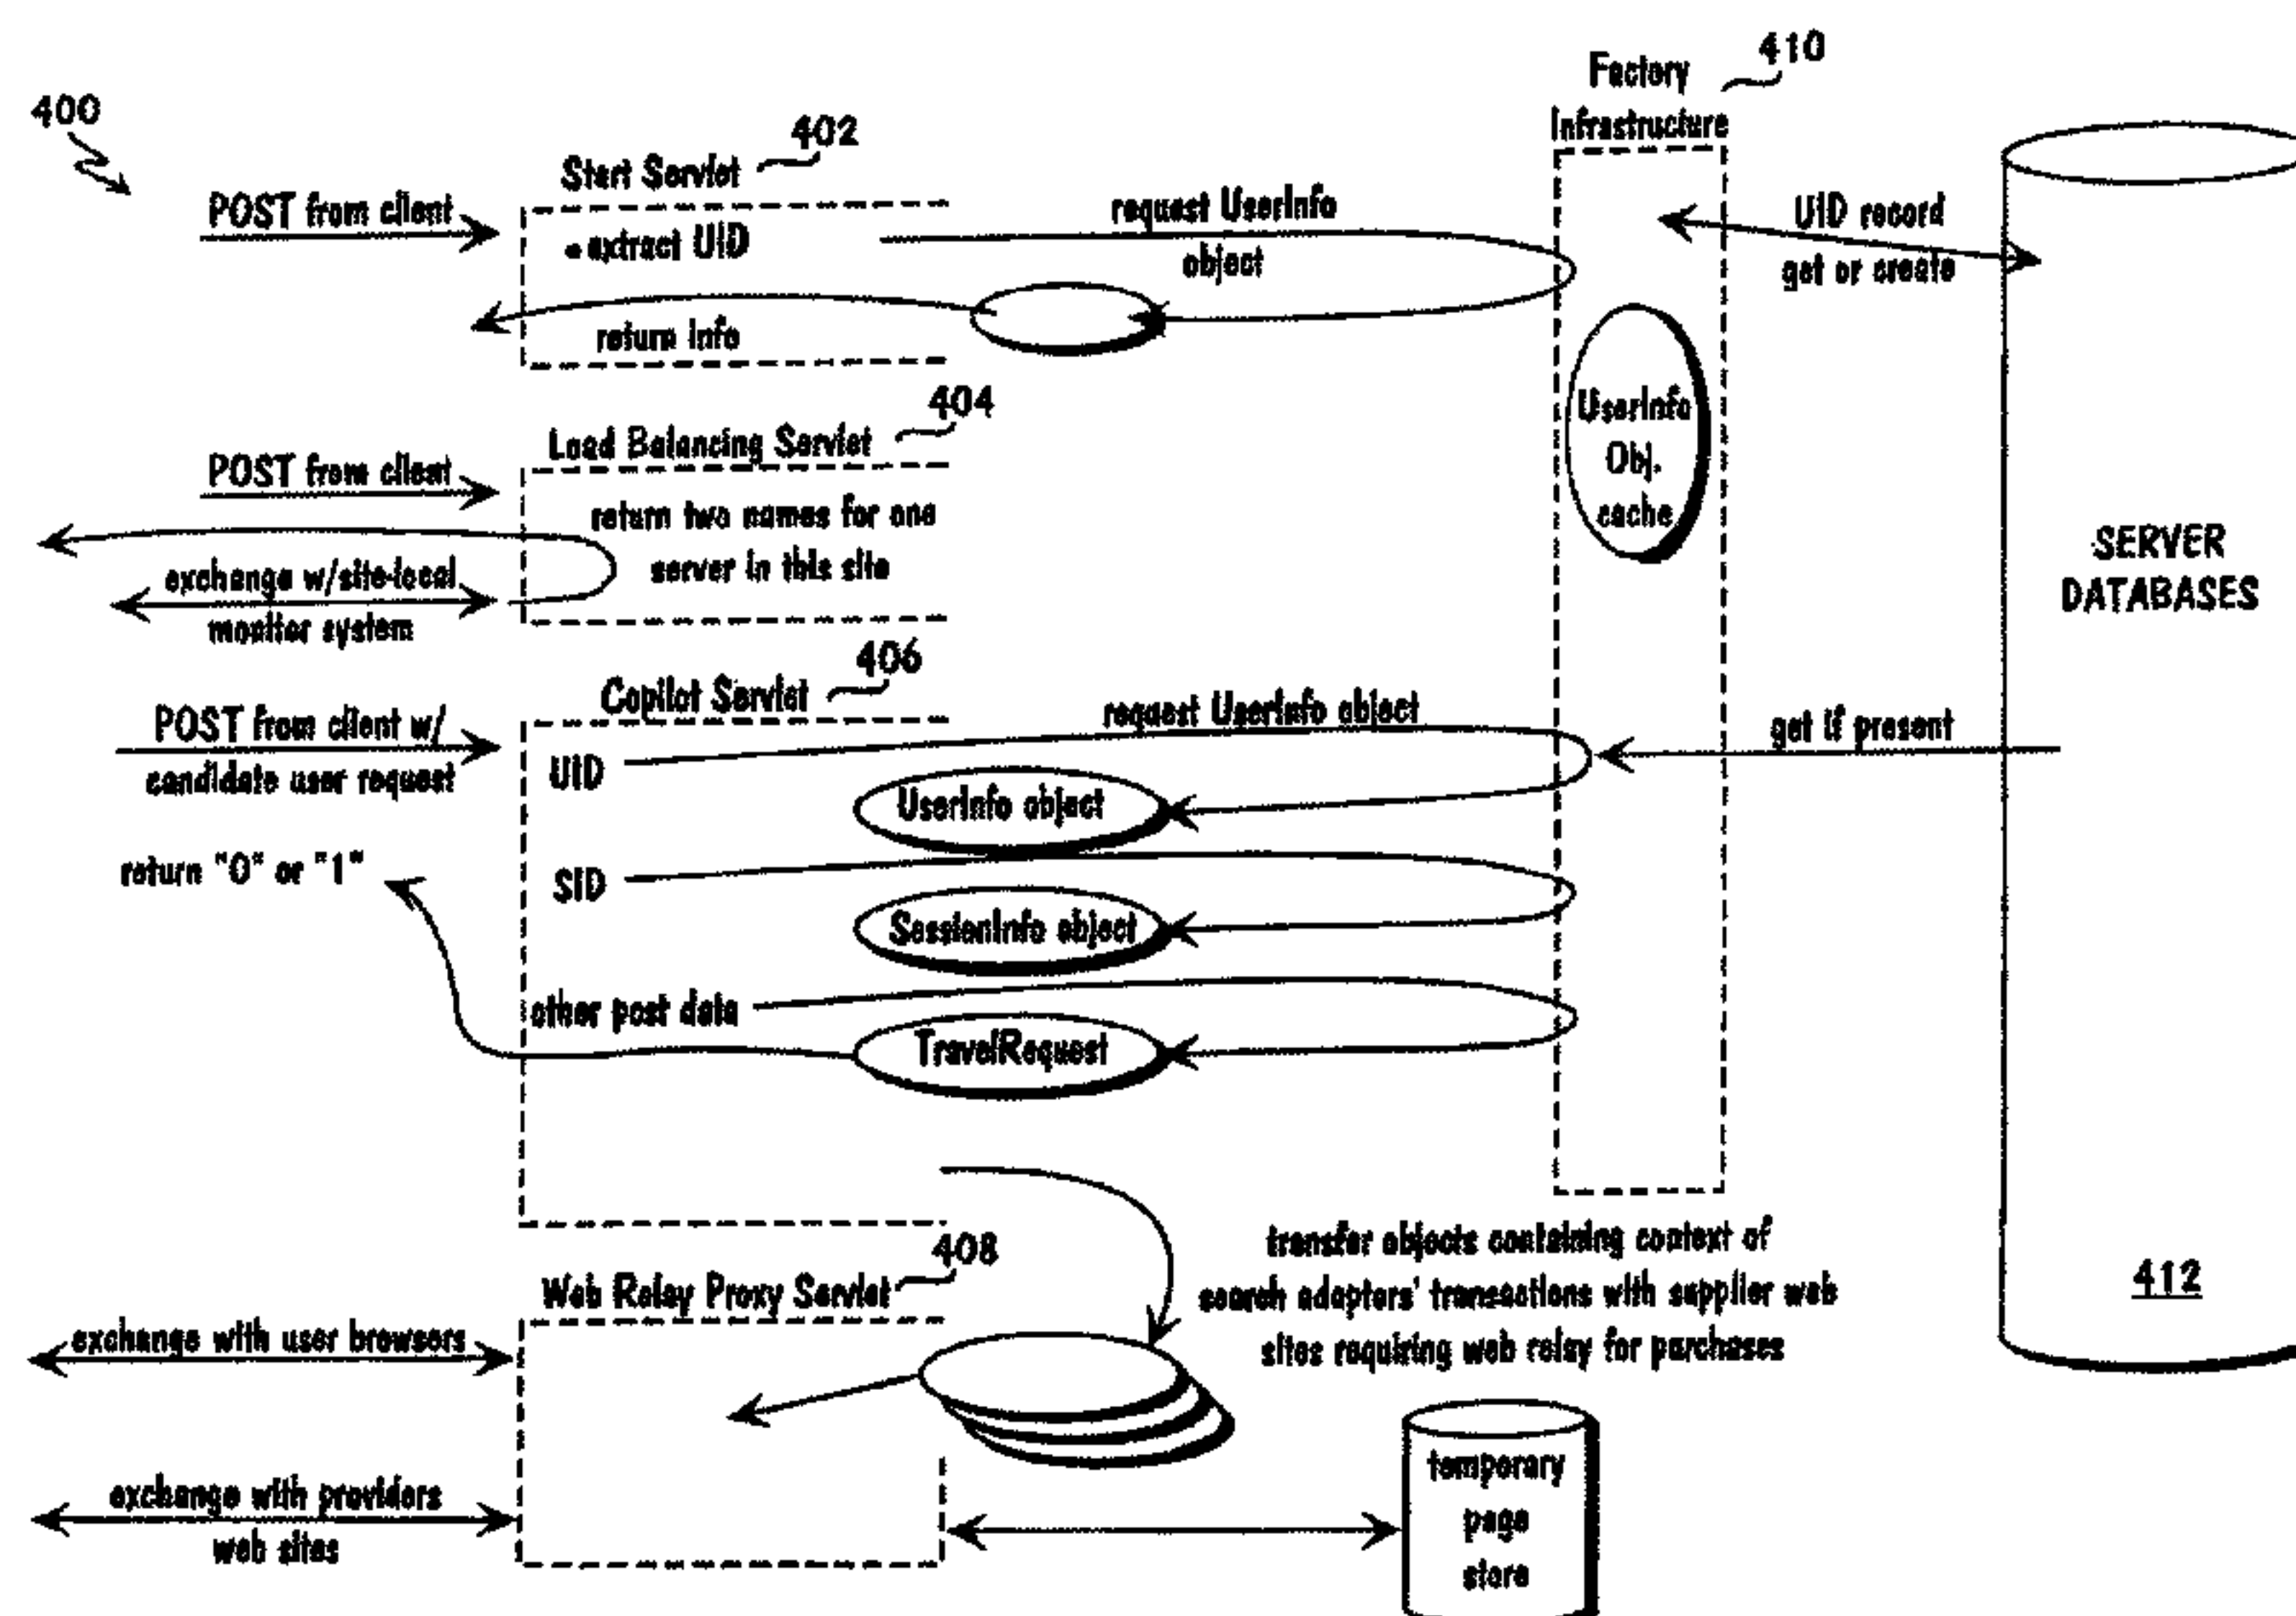 400
Factory
410
Infrastructure
Start Servlet
402
POST from client
• extract UID
request UserInfo
object
UID record
get or create
return info
UserInfo
Obj.
cache
Load Balancing Servlet
404
POST from client
return two names for one
server in this site
exchange w/site-local
monitor system
SERVER
DATABASES
Copilot Servlet
406
POST from client w/
candidate user request
UID
request UserInfo object
get if present
UserInfo object
return "0" or "1"
SID
SessionInfo object
other post data
TravelRequest
transfer objects containing context of
search adapters' transactions with supplier web
sites requiring web relay for purchases
412
Web Relay Proxy Servlet
408
exchange with user browsers
exchange with providers
web sites
temporary
page
store